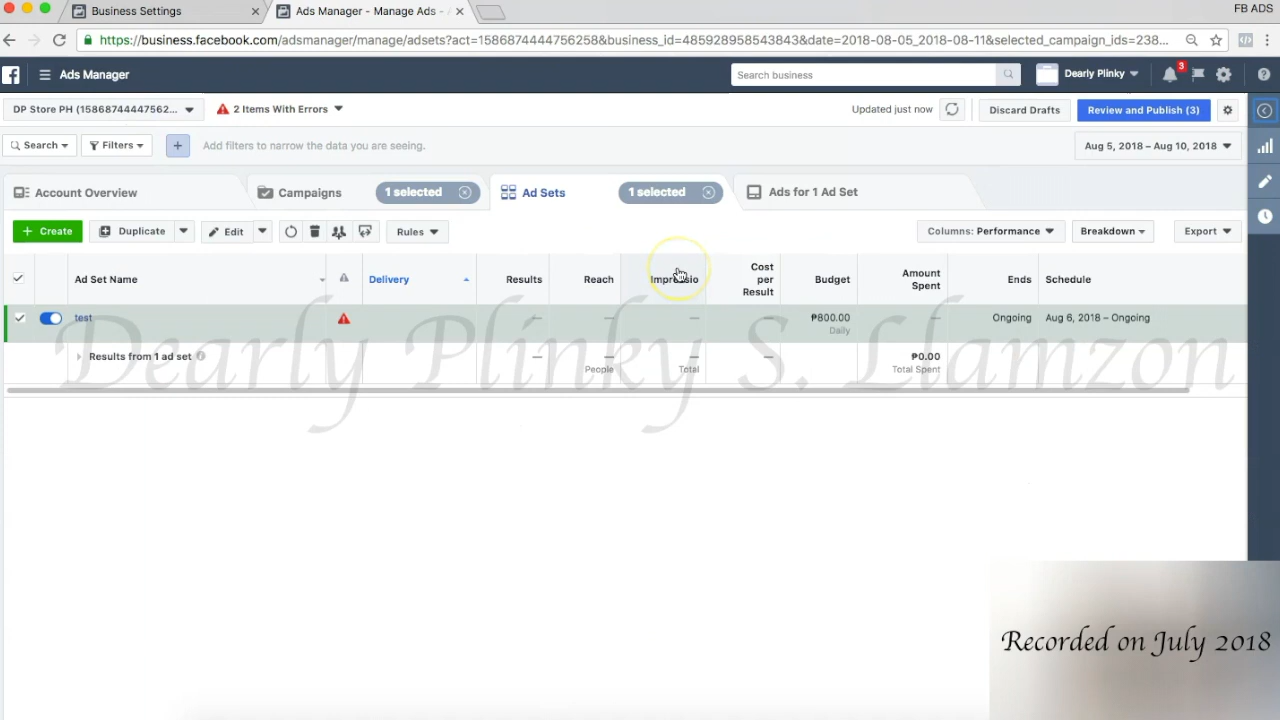 Business Settings
Ads Manager - Manage Ads -
FB ADS
https://business.facebook.com/adsmanager/manage/adsets?act=1586874444756258&business_id=485928958543843&date=2018-08-05_2018-08-11&selected_campaign_ids=238...
Ads Manager
Search business
Dearly Plinky
3
DP Store PH (15868744447562...
2 Items With Errors
Updated just now
Discard Drafts
Review and Publish (3)
Search
Filters
+
Add filters to narrow the data you are seeing.
Aug 5, 2018 – Aug 10, 2018
Account Overview
Campaigns
1 selected
Ad Sets
1 selected
Ads for 1 Ad Set
+ Create
Duplicate
Edit
Rules
Columns: Performance
Breakdown
Export
Ad Set Name
Delivery
Results
Reach
Impressio
Cost per Result
Budget
Amount Spent
Ends
Schedule
test
—
—
—
—
₱800.00
Daily
—
Ongoing
Aug 6, 2018 – Ongoing
Results from 1 ad set
—
—
People
—
Total
—
₱0.00
Total Spent
Dearly Plinky S. Llamzon
Recorded on July 2018